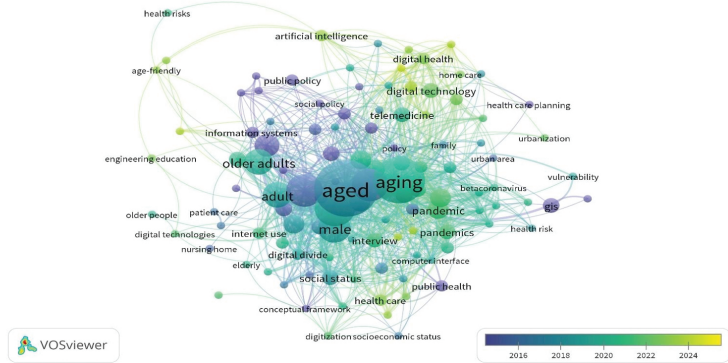 health risks
artificial intelligence
digital health
age-friendly
home care
public policy
digital technology
social policy
health care planning
telemedicine
information systems
urbanization
policy
family
engineering education
older adults
urban area
vulnerability
aged
aging
adult
betacoronavirus
gis
older people
patient care
pandemic
male
health risk
digital technologies
internet use
pandemics
interview
nursing home
digital divide
computer interface
elderly
social status
public health
health care
conceptual framework
digitization
socioeconomic status
VOSviewer
2016 2018 2020 2022 2024